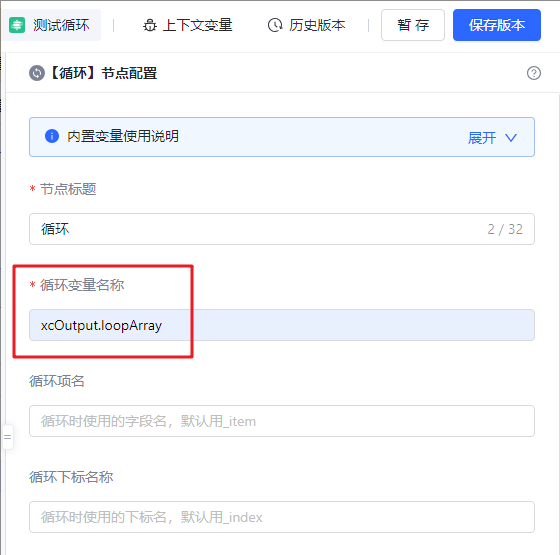 测试循环 上下文变量 历史版本 暂 存 保存版本
【循环】节点配置
内置变量使用说明 展开
* 节点标题
循环 2 / 32
* 循环变量名称
xcOutput.loopArray
循环项名
循环时使用的字段名，默认用_item
循环下标名称
循环时使用的下标名，默认用_index